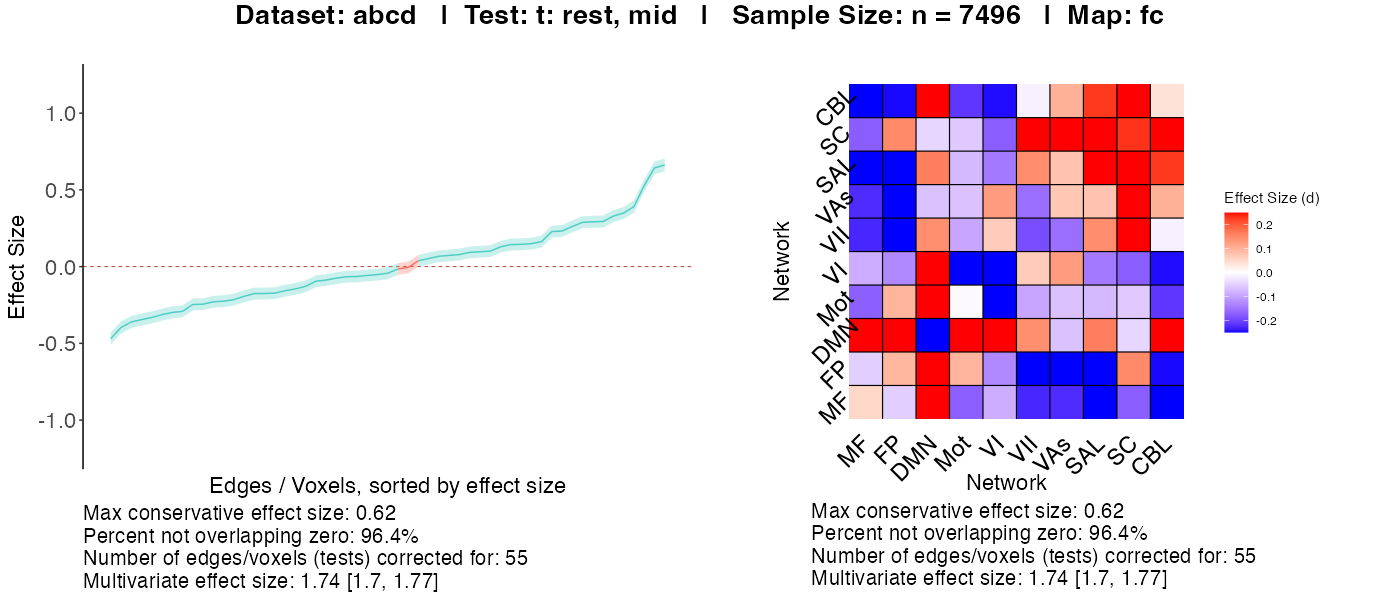 Dataset: abcd | Test: t: rest, mid | Sample Size: n = 7496 | Map: fc
Effect Size
1.0
0.5
0.0
-0.5
-1.0
Edges / Voxels, sorted by effect size
Max conservative effect size: 0.62
Percent not overlapping zero: 96.4%
Number of edges/voxels (tests) corrected for: 55
Multivariate effect size: 1.74 [1.7, 1.77]
Network
CBL
SC
SAL
VAs
VII
VI
Mot
DMN
FP
MF
MF FP DMN Mot VI VII VAs SAL SC CBL
Network
Effect Size (d)
0.2
0.1
0.0
-0.1
-0.2
Max conservative effect size: 0.62
Percent not overlapping zero: 96.4%
Number of edges/voxels (tests) corrected for: 55
Multivariate effect size: 1.74 [1.7, 1.77]